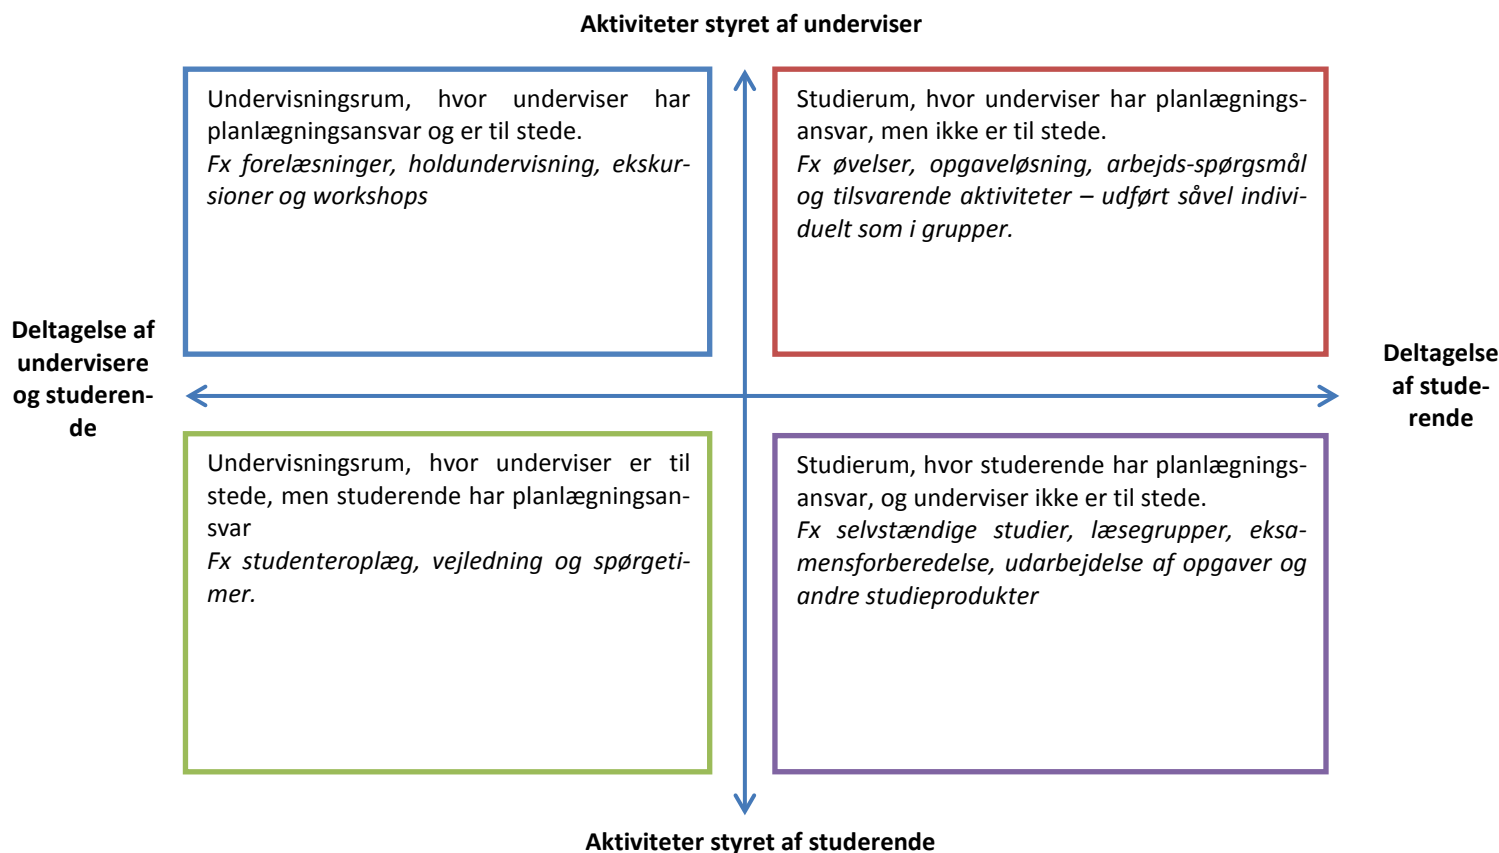 Aktiviteter styret af underviser
Undervisningsrum, hvor underviser har
planlægningsansvar og er til stede.
Fx forelæsninger, holdundervisning, ekskur-
sioner og workshops
Studierum, hvor underviser har planlægnings-
ansvar, men ikke er til stede.
Fx øvelser, opgaveløsning, arbejds-spørgsmål
og tilsvarende aktiviteter – udført såvel indivi-
duelt som i grupper.
Deltagelse af
undervisere
og studeren-
de
Deltagelse
af stude-
rende
Undervisningsrum, hvor underviser er til
stede, men studerende har planlægningsan-
svar
Fx studenteroplæg, vejledning og spørgeti-
mer.
Studierum, hvor studerende har planlægnings-
ansvar, og underviser ikke er til stede.
Fx selvstændige studier, læsegrupper, eksa-
mensforberedelse, udarbejdelse af opgaver og
andre studieprodukter
Aktiviteter styret af studerende